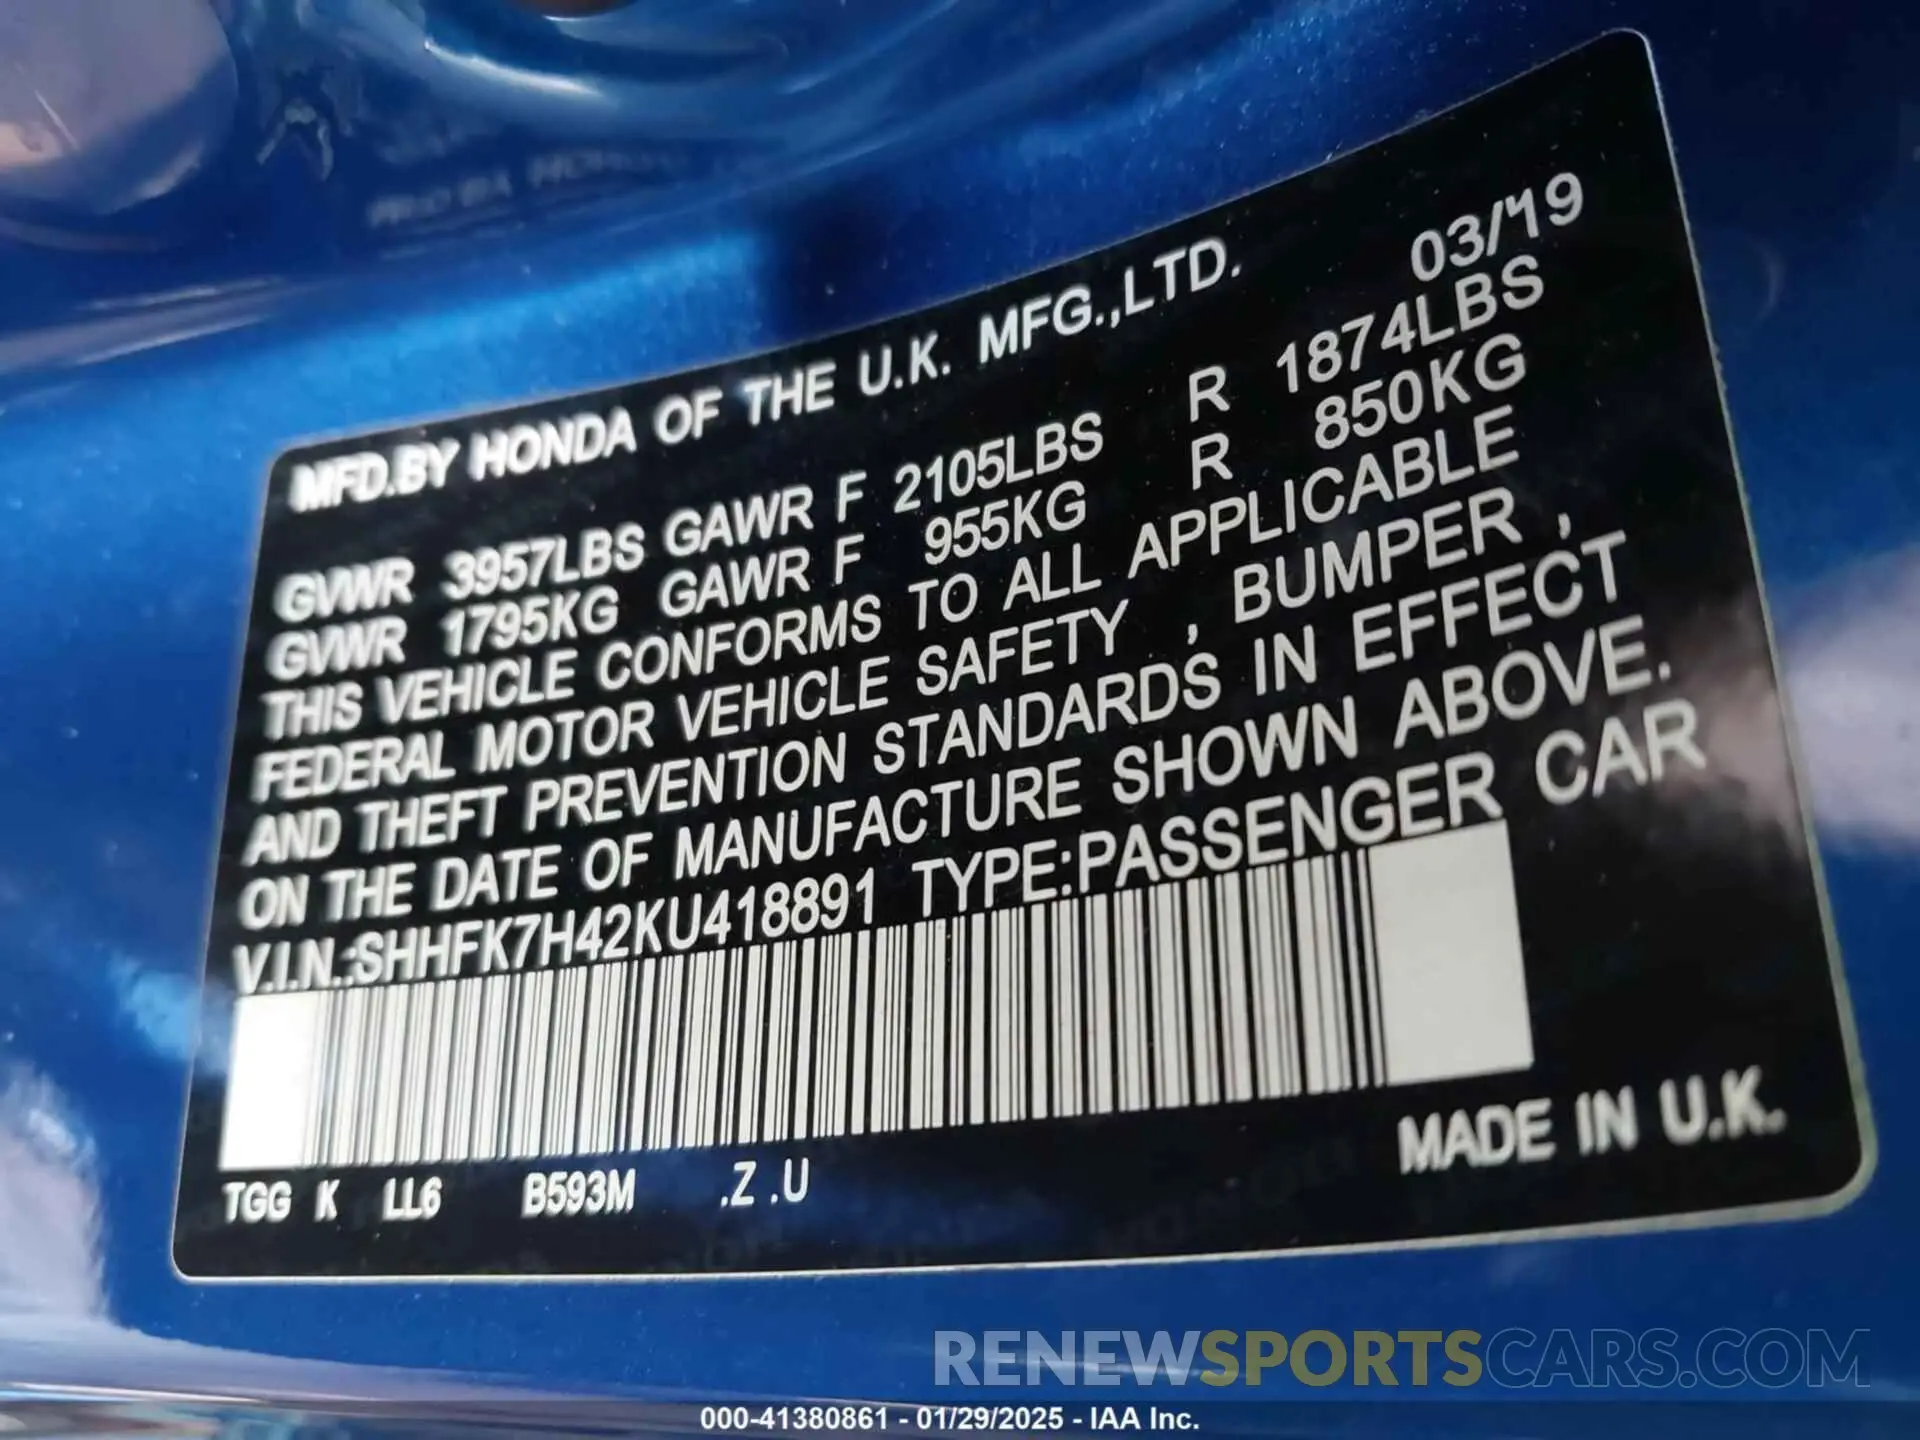 MFD.BY HONDA OF THE U.K. MFG.,LTD. 03/'19
GVWR 3957LBS GAWR F 2105LBS R 1874LBS
GVWR 1795KG GAWR F 955KG R 850KG
THIS VEHICLE CONFORMS TO ALL APPLICABLE
FEDERAL MOTOR VEHICLE SAFETY , BUMPER ,
AND THEFT PREVENTION STANDARDS IN EFFECT
ON THE DATE OF MANUFACTURE SHOWN ABOVE.
V.I.N.:SHHFK7H42KU418891 TYPE:PASSENGER CAR
TGG K LL6 B593M .Z .U MADE IN U.K.
RENEWSPORTSCARS.COM
000-41380861 - 01/29/2025 - IAA Inc.